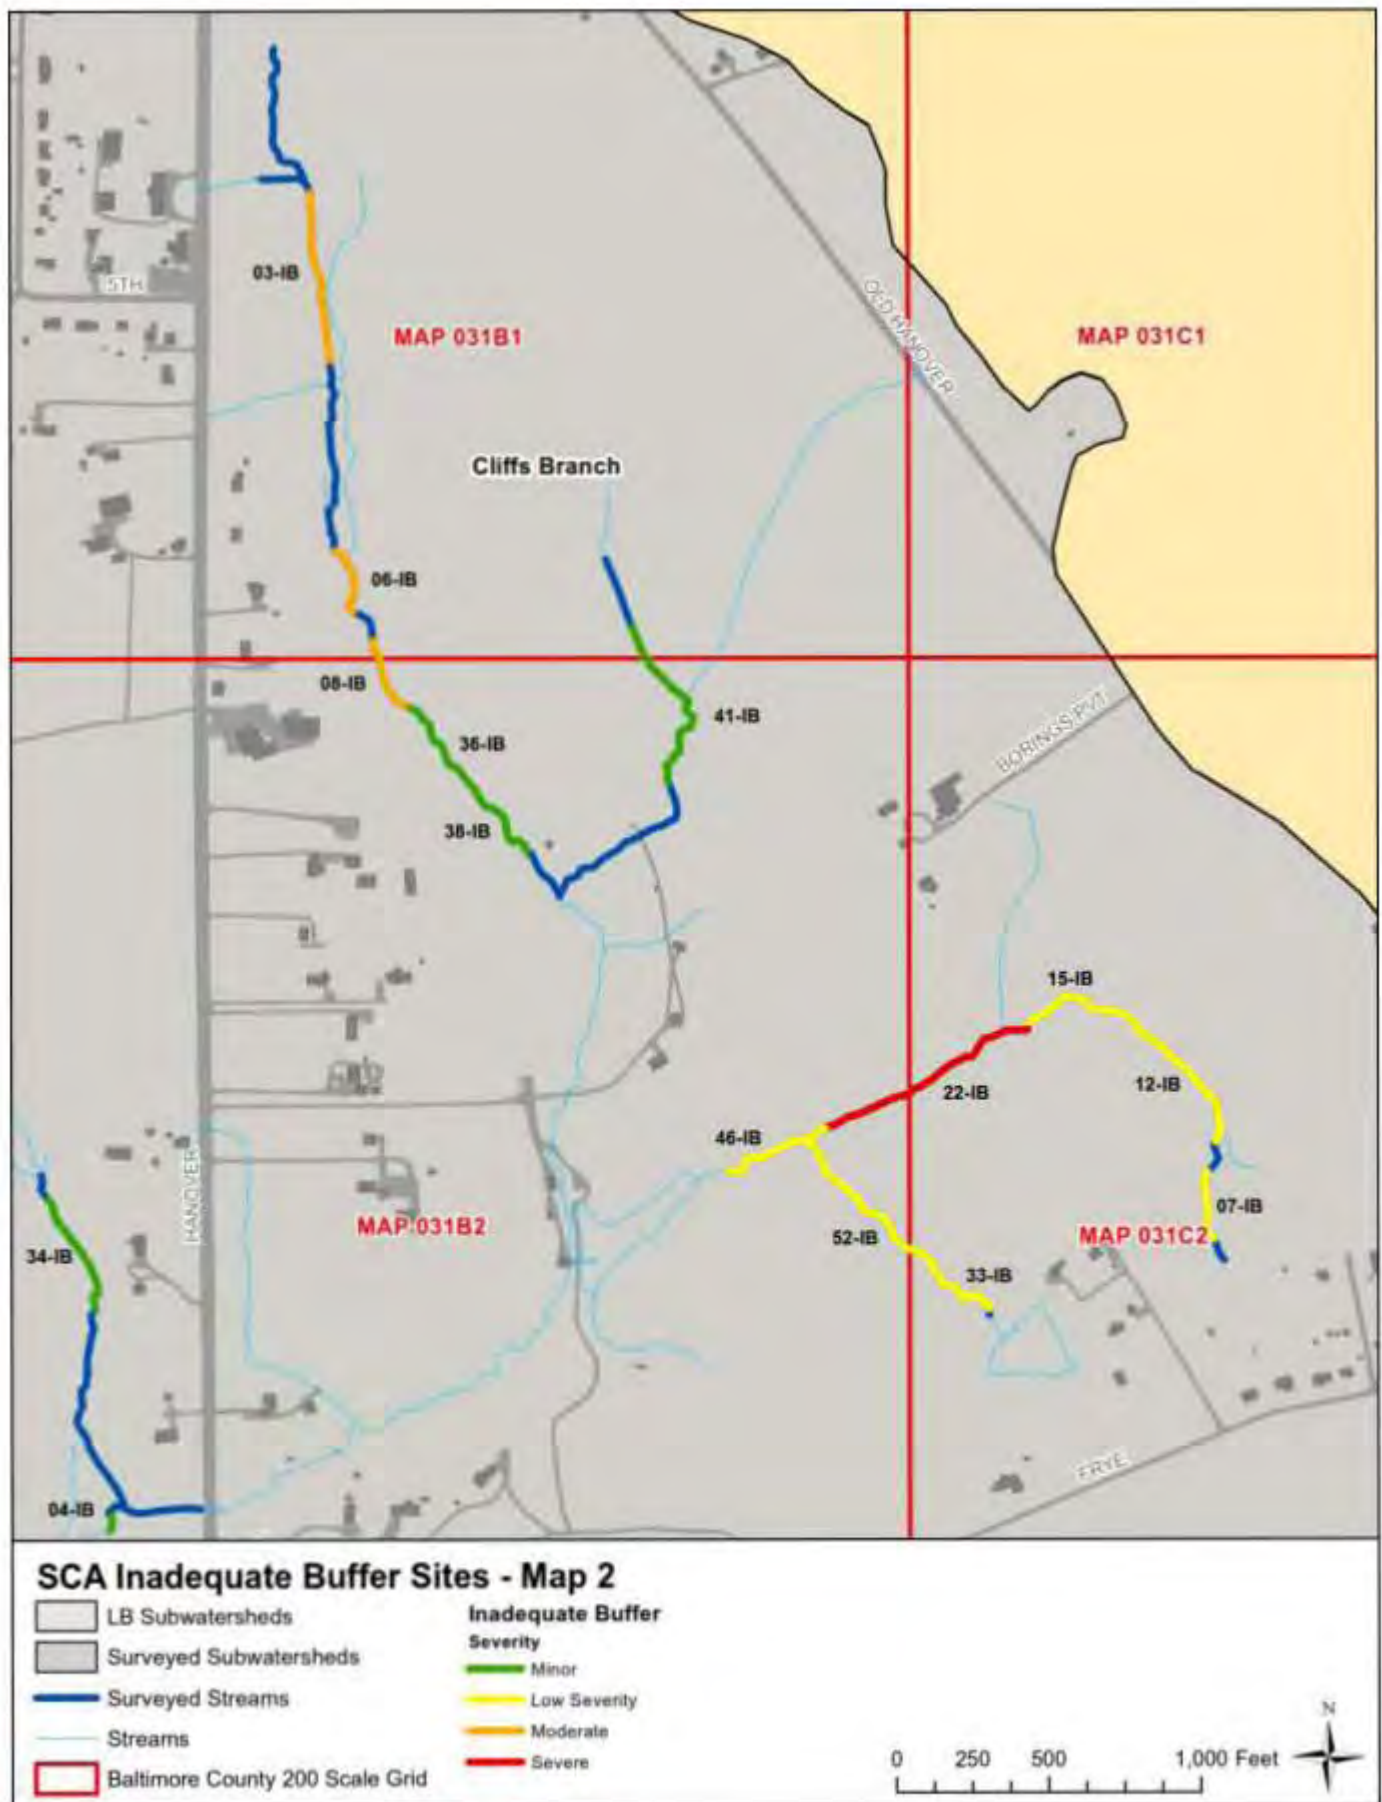 03-IB
5TH
MAP 031B1
OLD HANOVER
MAP 031C1
Cliffs Branch
06-IB
08-IB
41-IB
36-IB
BOBINGS PVT
38-IB
15-IB
12-IB
22-IB
46-IB
HANOVER
MAP 031B2
07-IB
52-IB
MAP 031C2
34-IB
33-IB
FRYE
04-IB
SCA Inadequate Buffer Sites - Map 2
LB Subwatersheds
Surveyed Subwatersheds
Surveyed Streams
Streams
Baltimore County 200 Scale Grid
Inadequate Buffer
Severity
Minor
Low Severity
Moderate
Severe
N
0 250 500 1,000 Feet